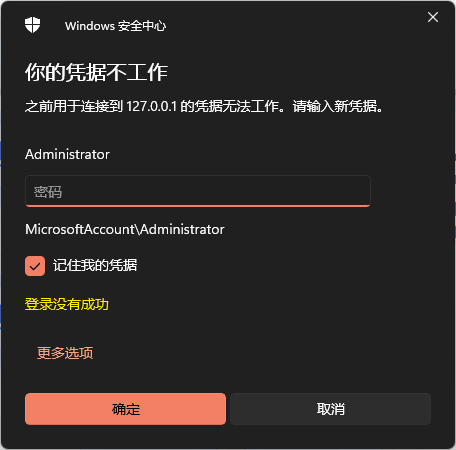 Windows 安全中心
你的凭据不工作
之前用于连接到 127.0.0.1 的凭据无法工作。请输入新凭据。
Administrator
密码
MicrosoftAccount\Administrator
记住我的凭据
登录没有成功
更多选项
确定
取消